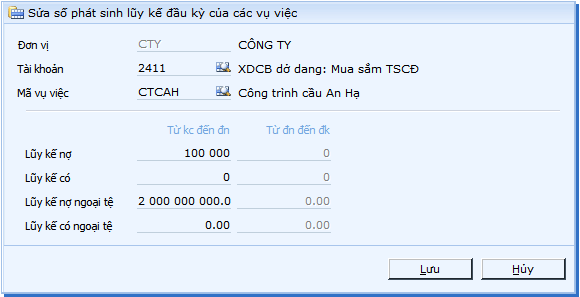 Sửa số phát sinh lũy kế đầu kỳ của các vụ việc
Đơn vị CTY CÔNG TY
Tài khoản 2411 XDCB dở dang: Mua sắm TSCĐ
Mã vụ việc CTCAH Công trình cầu An Hạ
Từ kc đến đn Từ đn đến đk
Lũy kế nợ 100 000 0
Lũy kế có 0 0
Lũy kế nợ ngoại tệ 2 000 000 000.0 0.00
Lũy kế có ngoại tệ 0.00 0.00
Lưu Hủy